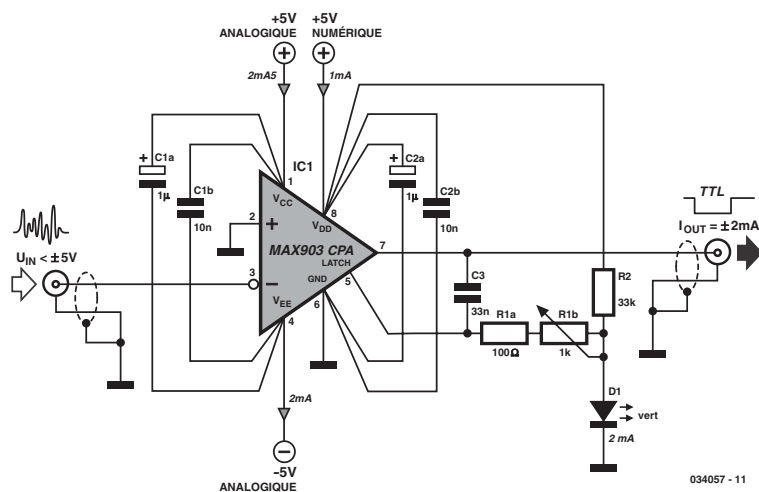 +5V
ANALOGIQUE
+5V
NUMÉRIQUE
2mA5
1mA
C1a
+
1µ
C1b
10n
IC1
1
VCC
2
+
VDD
8
C2a
+
1µ
C2b
10n
TTL
IOUT = ±2mA
MAX903 CPA
7
LATCH
UIN < ±5V
3
–
GND
5
VEE
4
6
C3
33n
R2
33k
R1a
100Ω
R1b
1k
D1
vert
2 mA
2mA
–5V
ANALOGIQUE
034057 - 11